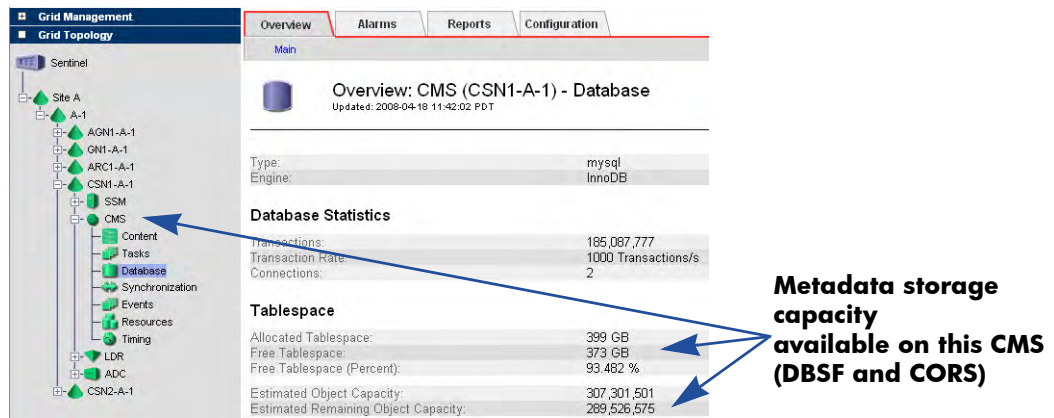 Grid Management
Grid Topology
Sentinel
Site A
A-1
AGN1-A-1
GN1-A-1
ARC1-A-1
CSN1-A-1
SSM
CMS
Content
Tasks
Database
Synchronization
Events
Resources
Timing
LDR
ADC
CSN2-A-1
Overview Alarms Reports Configuration
Main
Overview: CMS (CSN1-A-1) - Database
Updated: 2008-04-18 11:42:02 PDT
Type: mysql
Engine: InnoDB
Database Statistics
Transactions: 185,087,777
Transaction Rate: 1000 Transactions/s
Connections: 2
Tablespace
Allocated Tablespace: 399 GB
Free Tablespace: 373 GB
Free Tablespace (Percent): 93.482 %
Estimated Object Capacity: 307,301,501
Estimated Remaining Object Capacity: 289,526,575
Metadata storage
capacity
available on this CMS
(DBSF and CORS)